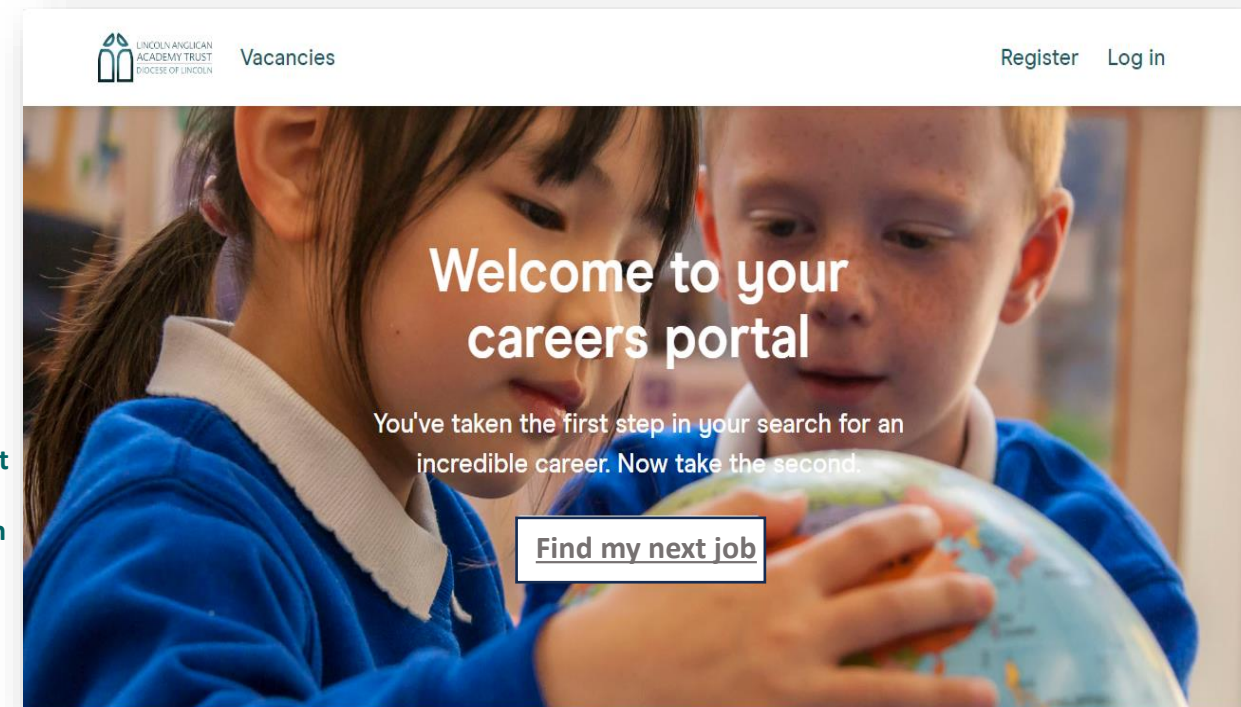 LINCOLN ANGLICAN
ACADEMY TRUST
DIOCESE OF LINCOLN
Vacancies
Register
Log in
Welcome to your
careers portal
You've taken the first step in your search for an
incredible career. Now take the second.
Find my next job